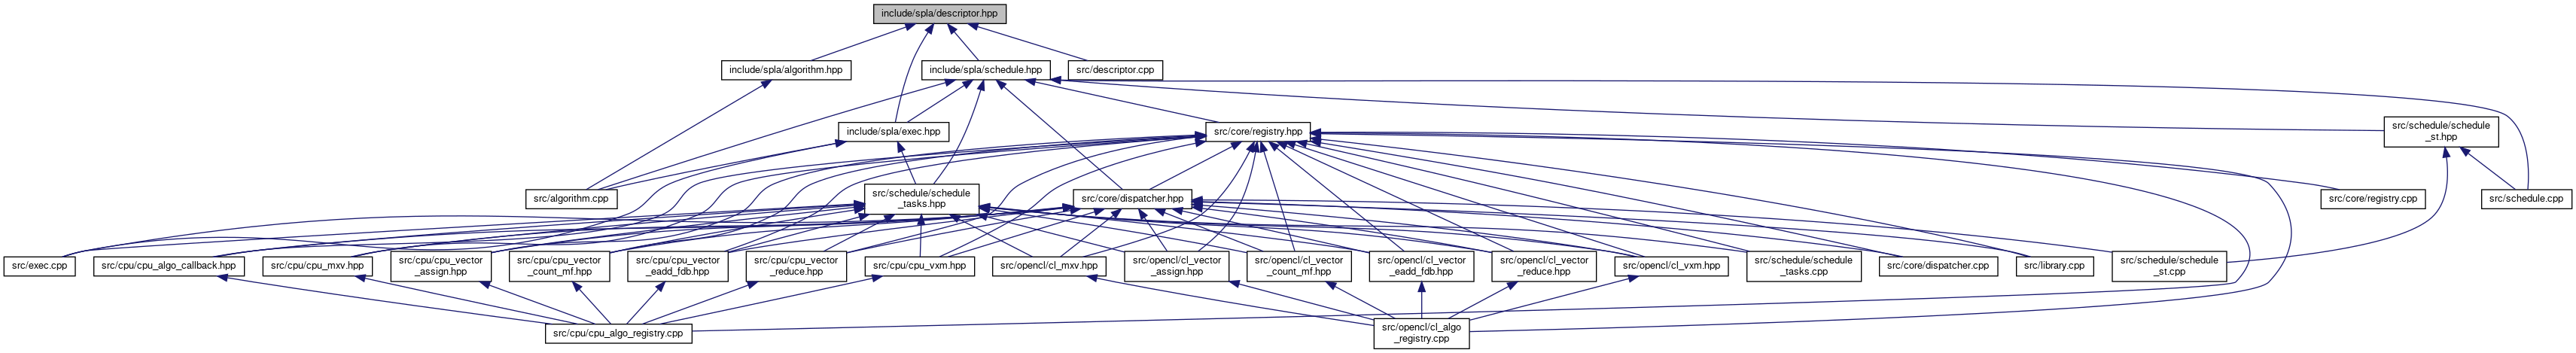 include/spla/descriptor.hpp
include/spla/algorithm.hpp
include/spla/schedule.hpp
src/descriptor.cpp
include/spla/exec.hpp
src/core/registry.hpp
src/schedule/schedule
_st.hpp
src/algorithm.cpp
src/schedule/schedule
_tasks.hpp
src/core/dispatcher.hpp
src/core/registry.cpp
src/schedule.cpp
src/exec.cpp
src/cpu/cpu_algo_callback.hpp
src/cpu/cpu_mxv.hpp
src/cpu/cpu_vector
_assign.hpp
src/cpu/cpu_vector
_count_mf.hpp
src/cpu/cpu_vector
_eadd_fdb.hpp
src/cpu/cpu_vector
_reduce.hpp
src/cpu/cpu_vxm.hpp
src/opencl/cl_mxv.hpp
src/opencl/cl_vector
_assign.hpp
src/opencl/cl_vector
_count_mf.hpp
src/opencl/cl_vector
_eadd_fdb.hpp
src/opencl/cl_vector
_reduce.hpp
src/opencl/cl_vxm.hpp
src/schedule/schedule
_tasks.cpp
src/core/dispatcher.cpp
src/library.cpp
src/schedule/schedule
_st.cpp
src/cpu/cpu_algo_registry.cpp
src/opencl/cl_algo
_registry.cpp